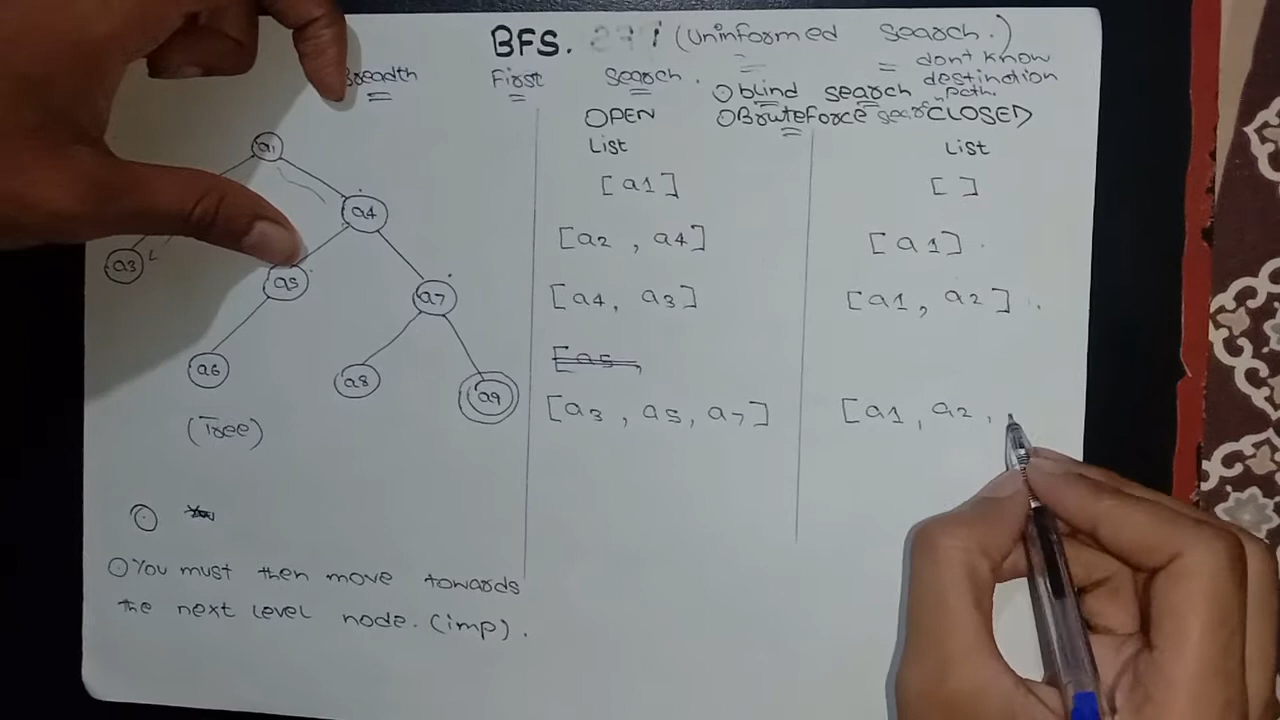 BFS. (Uninformed search.)
Breadth First Search.
= don't know
destination
path.
O blind search
O Bruteforce search
OPEN
List
CLOSED
List
a1
a4
a3
a5
a7
a6
a8
a9
(Tree)
[a1] []
[a2, a4] [a1]
[a4, a3] [a1, a2]
[a5,
[a3, a5, a7] [a1, a2,
O You must then move towards
the next level node. (imp).